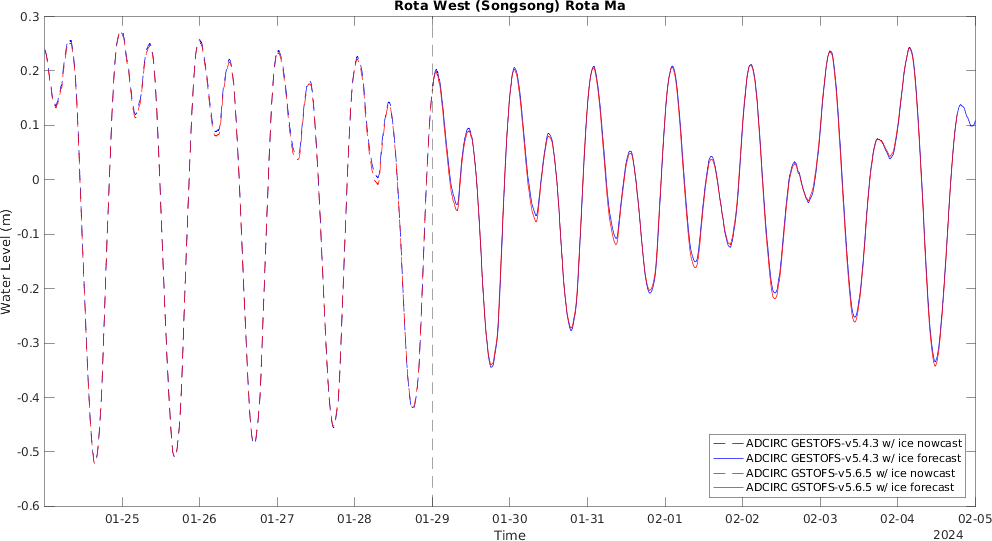 Rota West (Songsong) Rota Ma
0.3
0.2
0.1
0
-0.1
-0.2
-0.3
-0.4
-0.5
-0.6
Water Level (m)
ADCIRC GESTOFS-v5.4.3 w/ ice nowcast
ADCIRC GESTOFS-v5.4.3 w/ ice forecast
ADCIRC GSTOFS-v5.6.5 w/ ice nowcast
ADCIRC GSTOFS-v5.6.5 w/ ice forecast
01-25 01-26 01-27 01-28 01-29 01-30 01-31 02-01 02-02 02-03 02-04 02-05
Time
2024